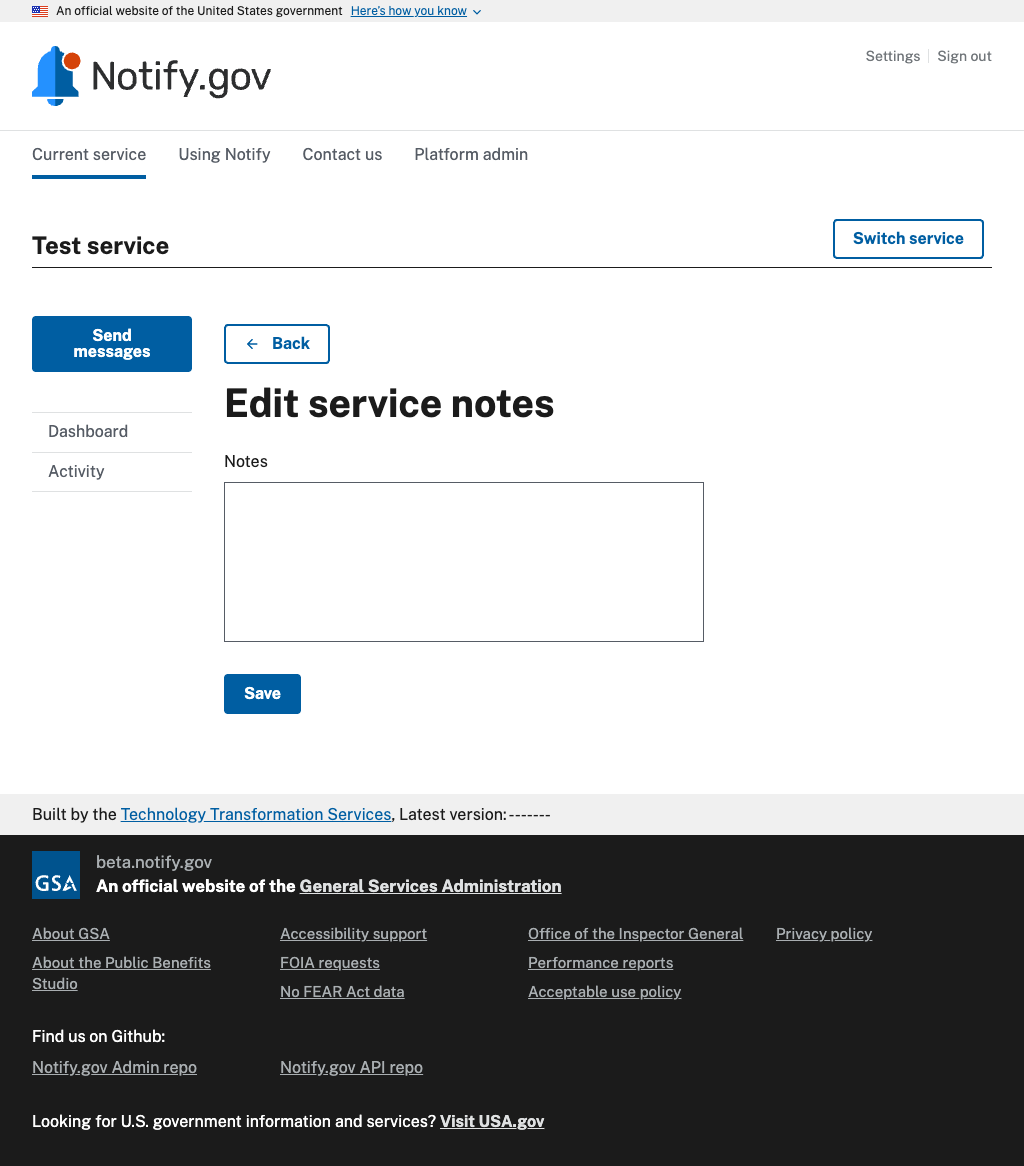 An official website of the United States government Here's how you know
Notify.gov
Settings
Sign out
Current service
Using Notify
Contact us
Platform admin
Test service
Switch service
Send
messages
Dashboard
Activity
Back
Edit service notes
Notes
Save
Built by the Technology Transformation Services, Latest version:-------
GSA
beta.notify.gov
An official website of the General Services Administration
About GSA
About the Public Benefits
Studio
Accessibility support
FOIA requests
No FEAR Act data
Office of the Inspector General
Performance reports
Acceptable use policy
Privacy policy
Find us on Github:
Notify.gov Admin repo
Notify.gov API repo
Looking for U.S. government information and services? Visit USA.gov